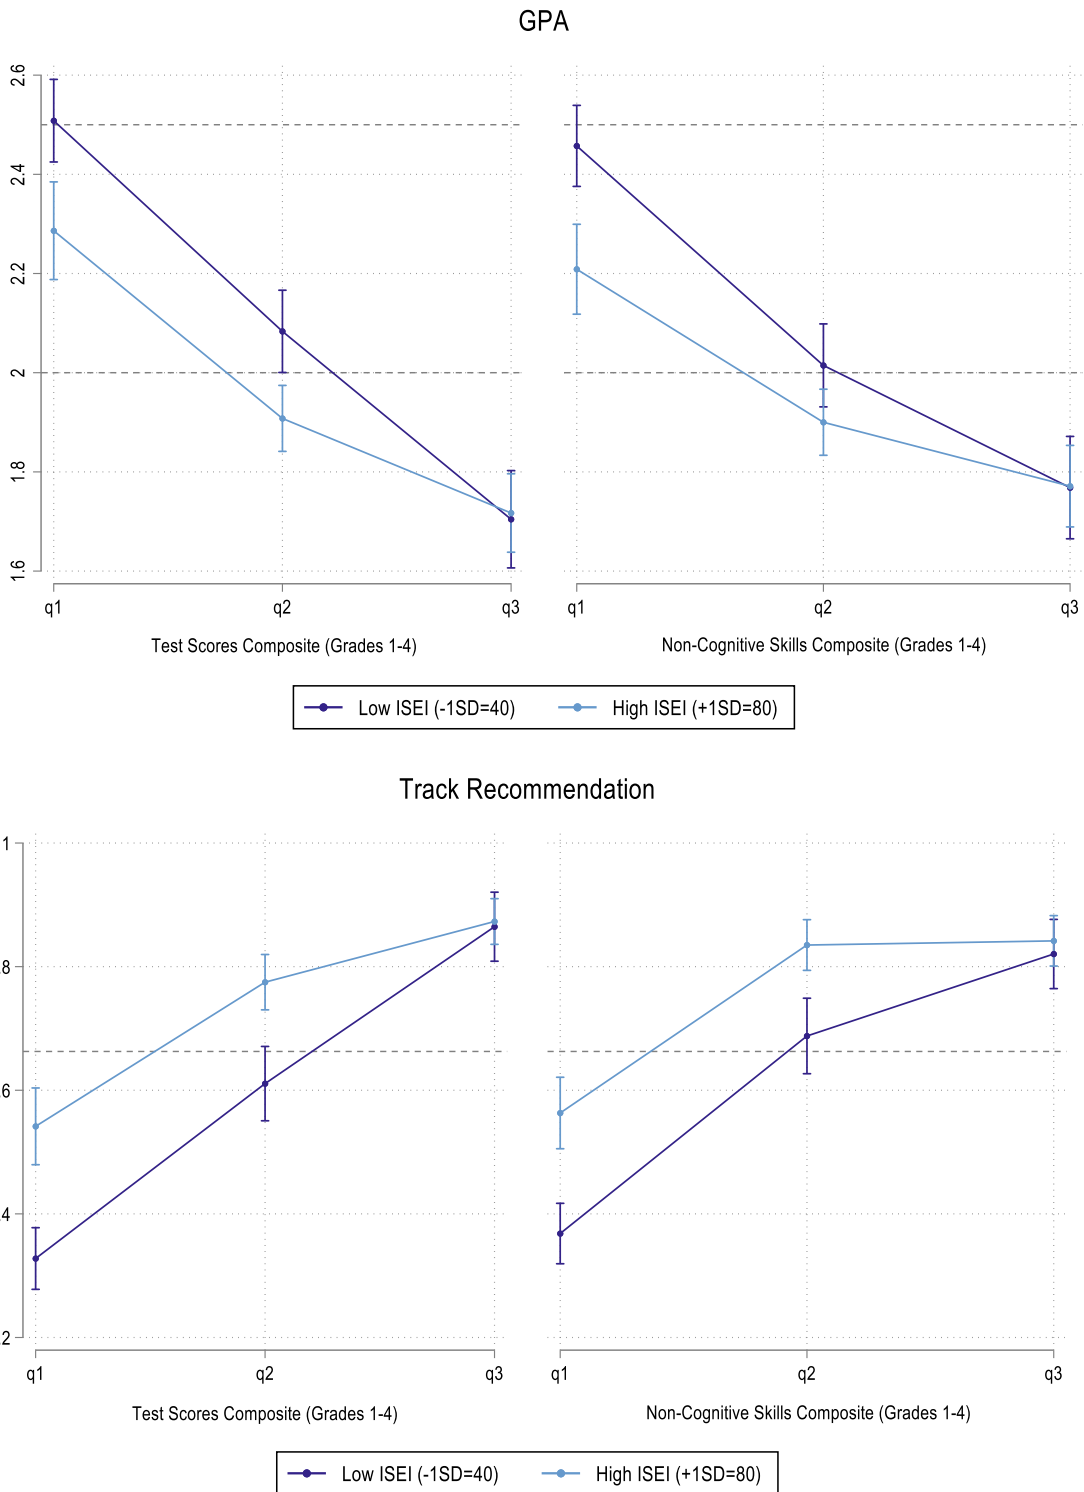 GPA
2.6
2.4
2.2
2
1.8
1.6
q1 q2 q3 q1 q2 q3
Test Scores Composite (Grades 1-4) Non-Cognitive Skills Composite (Grades 1-4)
Low ISEI (-1SD=40) High ISEI (+1SD=80)
Track Recommendation
1
8
6
4
2
q1 q2 q3 q1 q2 q3
Test Scores Composite (Grades 1-4) Non-Cognitive Skills Composite (Grades 1-4)
Low ISEI (-1SD=40) High ISEI (+1SD=80)